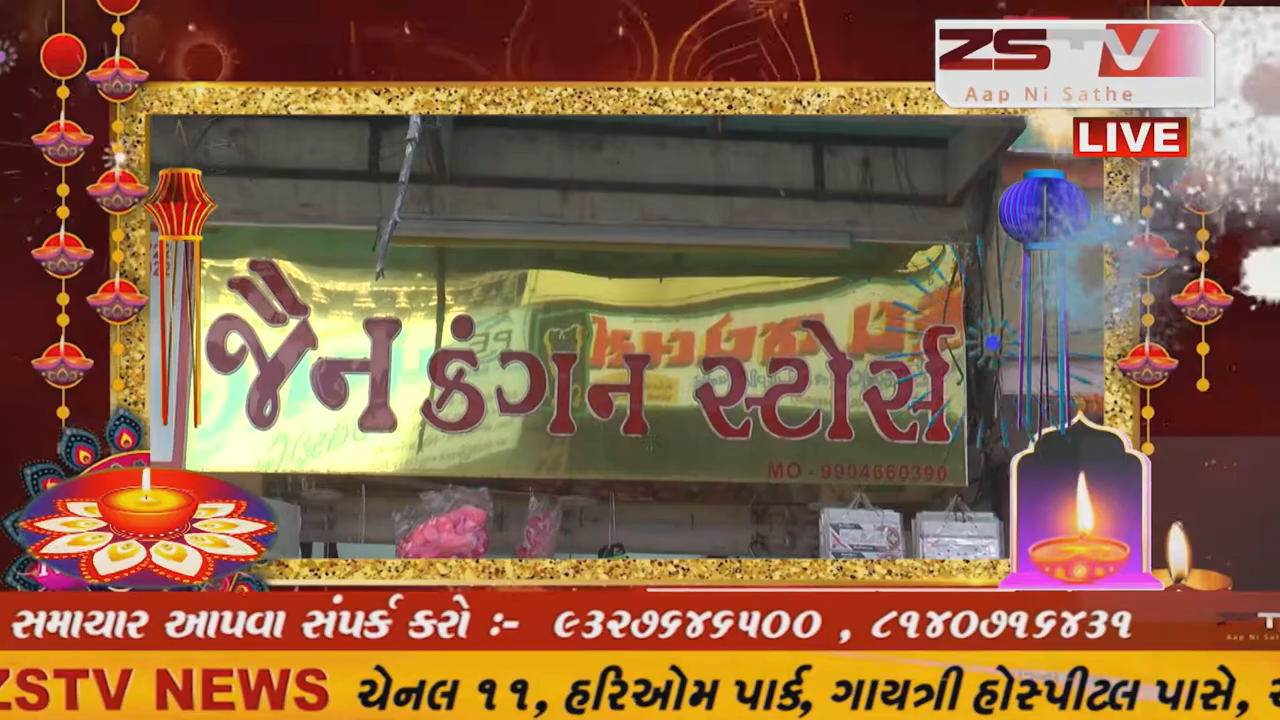 ZSTV
Aap Ni Sathe
LIVE
જૈન કંગન સ્ટોર્સ
MO - 9904660390
સમાચાર આપવા સંપર્ક કરો :- ૯૩૨૭૬૪૬૫૦૦ , ૮૧૪૦૭૧૬૪૩૧
ZSTV NEWS ચેનલ ૧૧, હરિઓમ પાર્ક, ગાયત્રી હોસ્પીટલ પાસે,